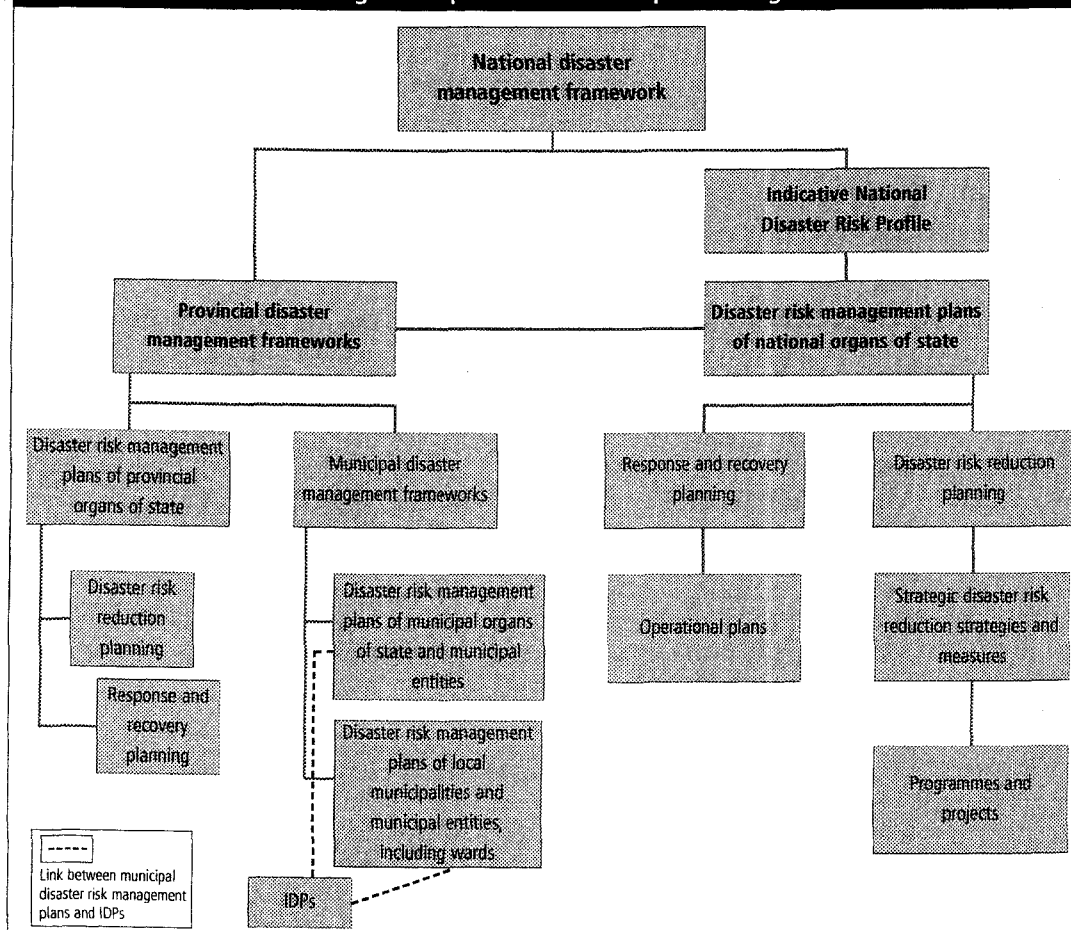 National disaster
management framework
Indicative National
Disaster Risk Profile
Provincial disaster
management frameworks
Disaster risk management plans
of national organs of state
Disaster risk management
plans of provincial
organs of state
Municipal disaster
management frameworks
Response and recovery
planning
Disaster risk reduction
planning
Disaster risk
reduction
planning
Disaster risk management
plans of municipal organs
of state and municipal
entities
Operational plans
Strategic disaster risk
reduction strategies and
measures
Response and
recovery
planning
Disaster risk management
plans of local
municipalities and
municipal entities,
including wards
Programmes and
projects
Link between municipal
disaster risk management
plans and IDPs
IDPs